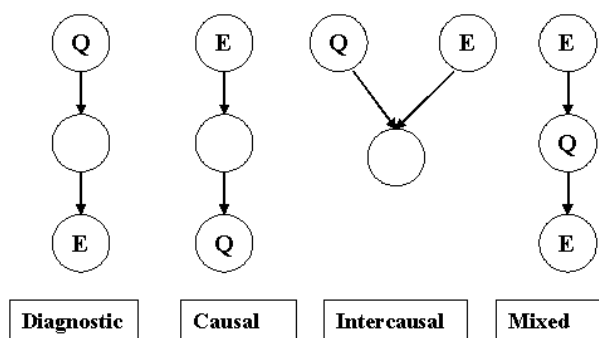 Q E Q E E
Q
E Q E
Diagnostic Causal Intercausal Mixed